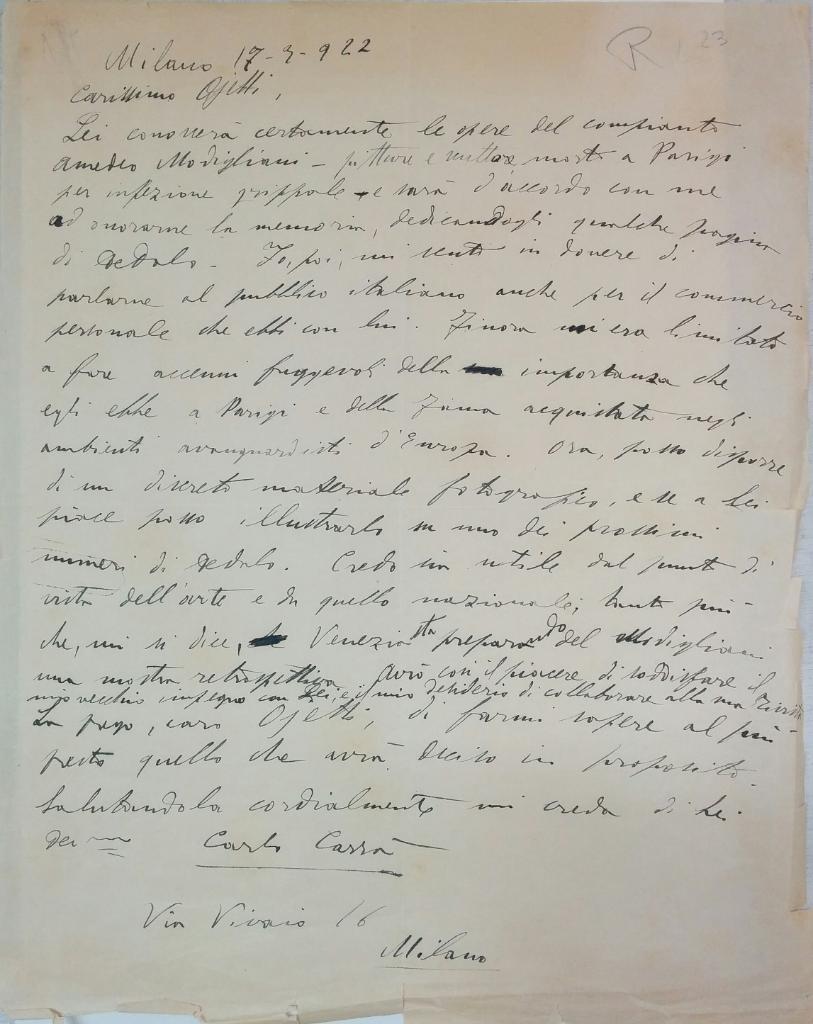 R 23
Milano 17-3-922
Carissimo Ojetti,
Lei conoscerà certamente le opere del compianto
Amedeo Modigliani - pittore e scultore morto a Parigi
per infezione grippale - e sarà d'accordo con me
ad onorarne la memoria, dedicandogli qualche pagina
di Dedalo. Io, poi, mi sento in dovere di
parlarne al pubblico italiano anche per il commercio
personale che ebbi con lui. Finora mi ero limitato
a fare accenni fuggevoli della importanza che
egli ebbe a Parigi e della fama acquistata negli
ambienti avanguardisti d'Europa. Ora, posso disporre
di un discreto materiale fotografico, e se a Lei
piace posso illustrarlo in uno dei prossimi
numeri di Dedalo. Credo sia utile dal punto di
vista dell'arte e da quello nazionale; tanto più
che, mi si dice, Venezia sta preparando del Modigliani
una mostra retrospettiva. Avrò così il piacere di soddisfare il
mio vecchio impegno con Lei, e il mio desiderio di collaborare alla sua Rivista
La prego, caro Ojetti, di farmi sapere al più
presto quello che avrà deciso in proposito.
Salutandola cordialmente mi creda di Lei
Carlo Carrà
Via Vivaio 16
Milano